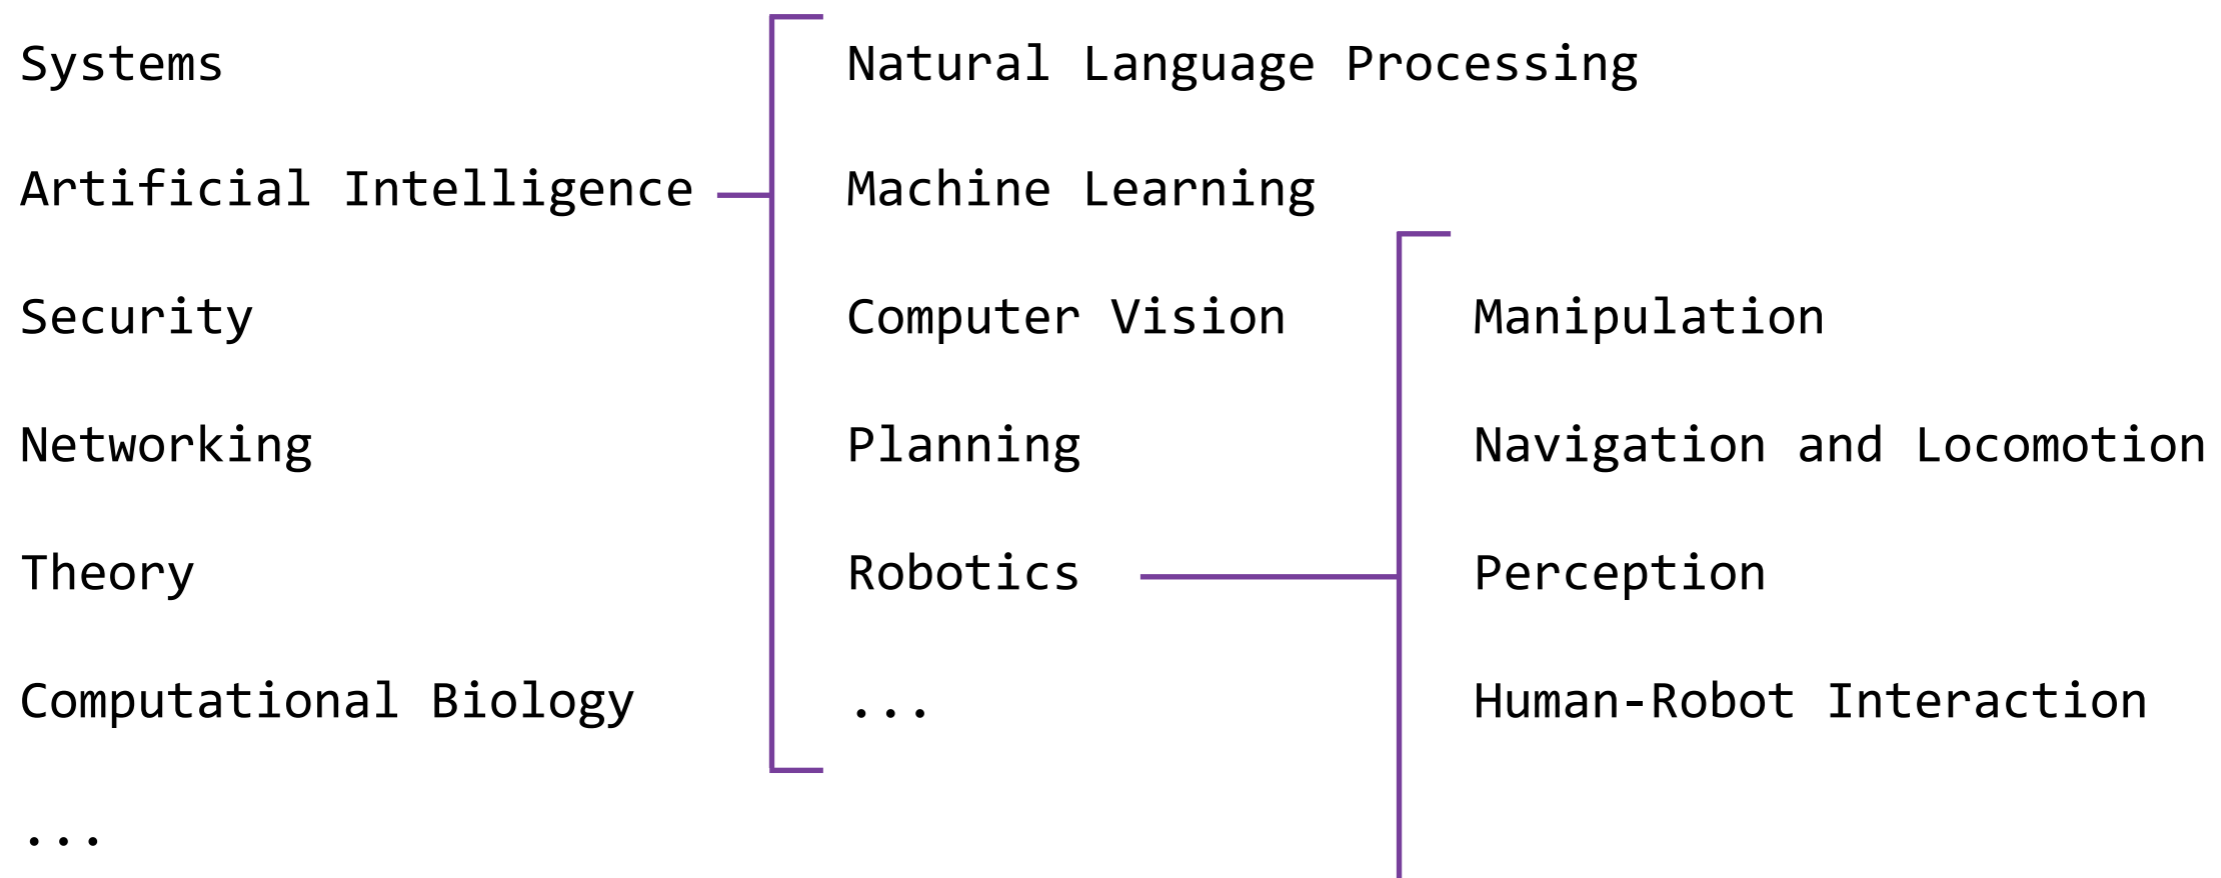 Systems
Artificial Intelligence
Security
Networking
Theory
Computational Biology
...
Natural Language Processing
Machine Learning
Computer Vision
Planning
Robotics
...
Manipulation
Navigation and Locomotion
Perception
Human-Robot Interaction